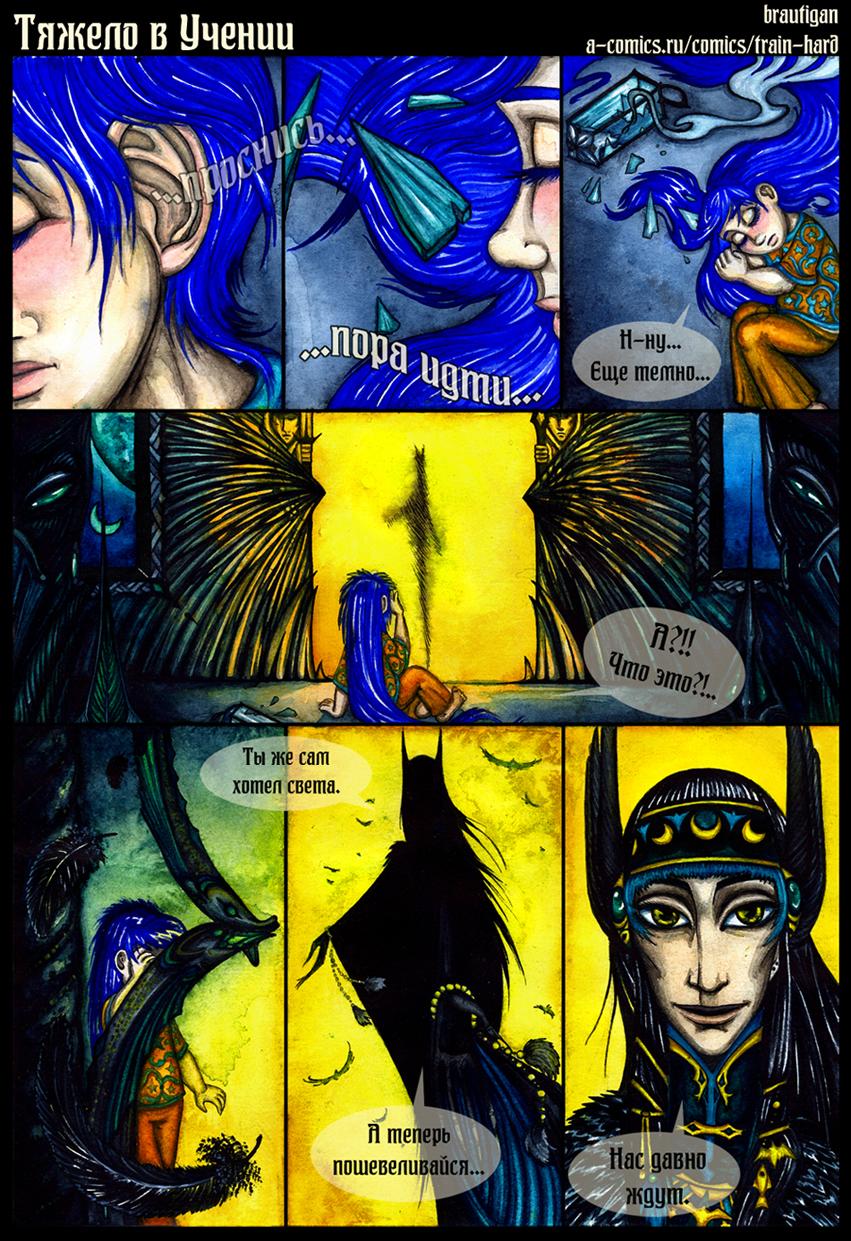 Тяжело в Учении
brautigan
a-comics.ru/comics/train-hard
...проснись...
...пора идти...
Н-ну...
Еще темно...
А?!!
Что это?!..
Ты же сам
хотел света.
А теперь
пошевеливайся...
Нас давно
ждут.